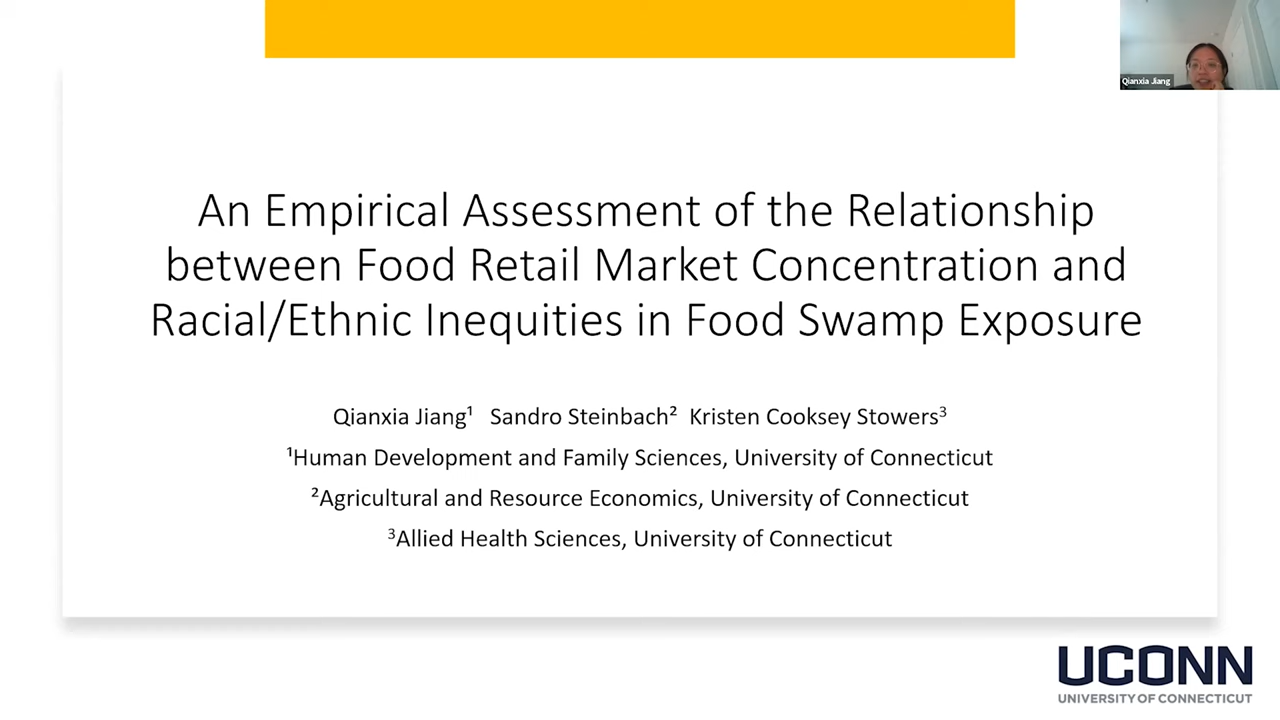 Qianxia Jiang
An Empirical Assessment of the Relationship
between Food Retail Market Concentration and
Racial/Ethnic Inequities in Food Swamp Exposure
Qianxia Jiang¹ Sandro Steinbach² Kristen Cooksey Stowers³
¹Human Development and Family Sciences, University of Connecticut
²Agricultural and Resource Economics, University of Connecticut
³Allied Health Sciences, University of Connecticut
UCONN
UNIVERSITY OF CONNECTICUT